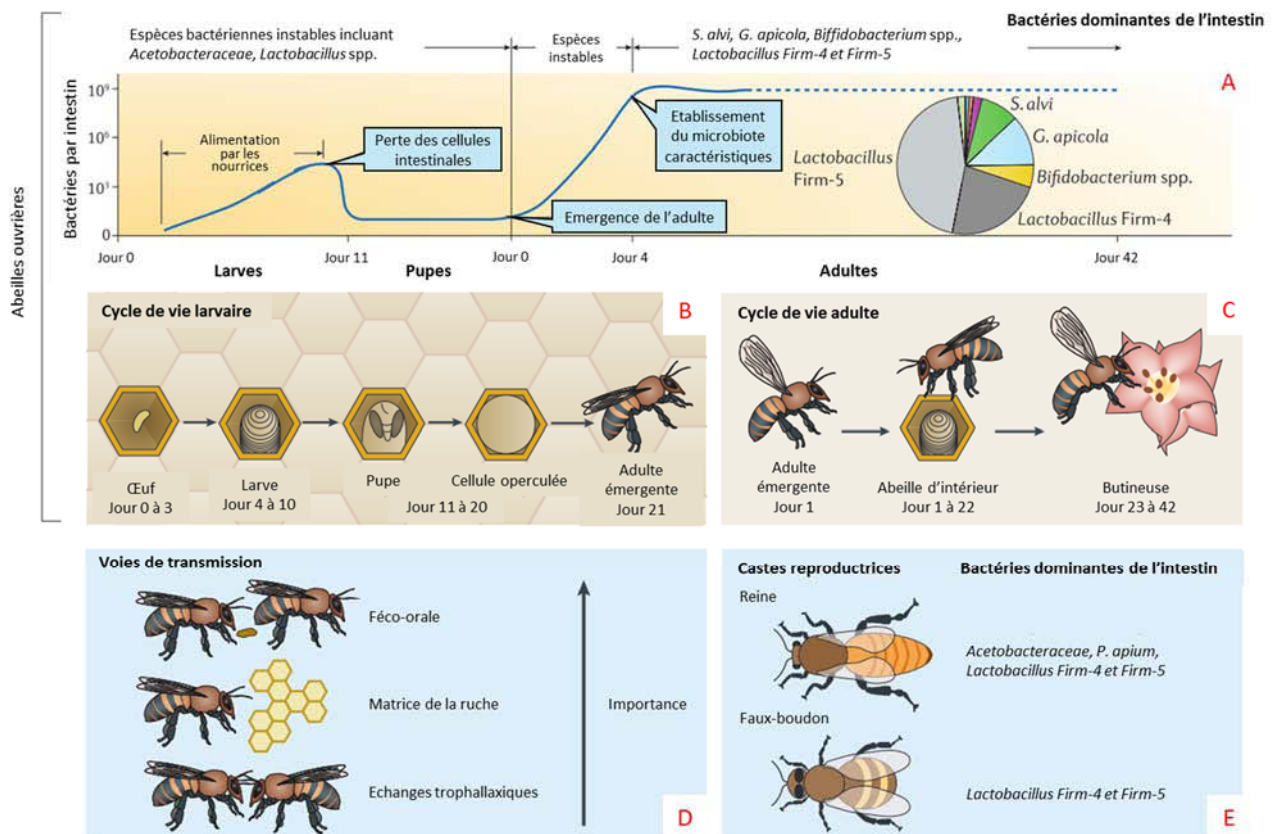 Abeilles ouvrières
Espèces bactériennes instables incluant
Acetobacteraceae, Lactobacillus spp.
Espèces
instables
S. alvi, G. apicola, Biffidobacterium spp.,
Lactobacillus Firm-4 et Firm-5
Bactéries dominantes de l'intestin
A
Bactéries par intestin
10⁹
10⁶
10³
0
Alimentation
par les
nourrices
Perte des cellules
intestinales
Emergence de l'adulte
Etablissement
du microbiote
caractéristiques
Lactobacillus
Firm-5
S. alvi
G. apicola
Bifidobacterium spp.
Lactobacillus Firm-4
Jour 0
Larves
Jour 11
Pupes
Jour 0
Jour 4
Adultes
Jour 42
Cycle de vie larvaire
B
Œuf
Jour 0 à 3
Larve
Jour 4 à 10
Pupe
Cellule operculée
Jour 11 à 20
Adulte
émergente
Jour 21
Cycle de vie adulte
C
Adulte
émergente
Jour 1
Abeille d'intérieur
Jour 1 à 22
Butineuse
Jour 23 à 42
Voies de transmission
Féco-orale
Matrice de la ruche
Echanges trophallaxiques
Importance
D
Castes reproductrices
Bactéries dominantes de l'intestin
Reine
Acetobacteraceae, P. apium,
Lactobacillus Firm-4 et Firm-5
Faux-boudon
Lactobacillus Firm-4 et Firm-5
E